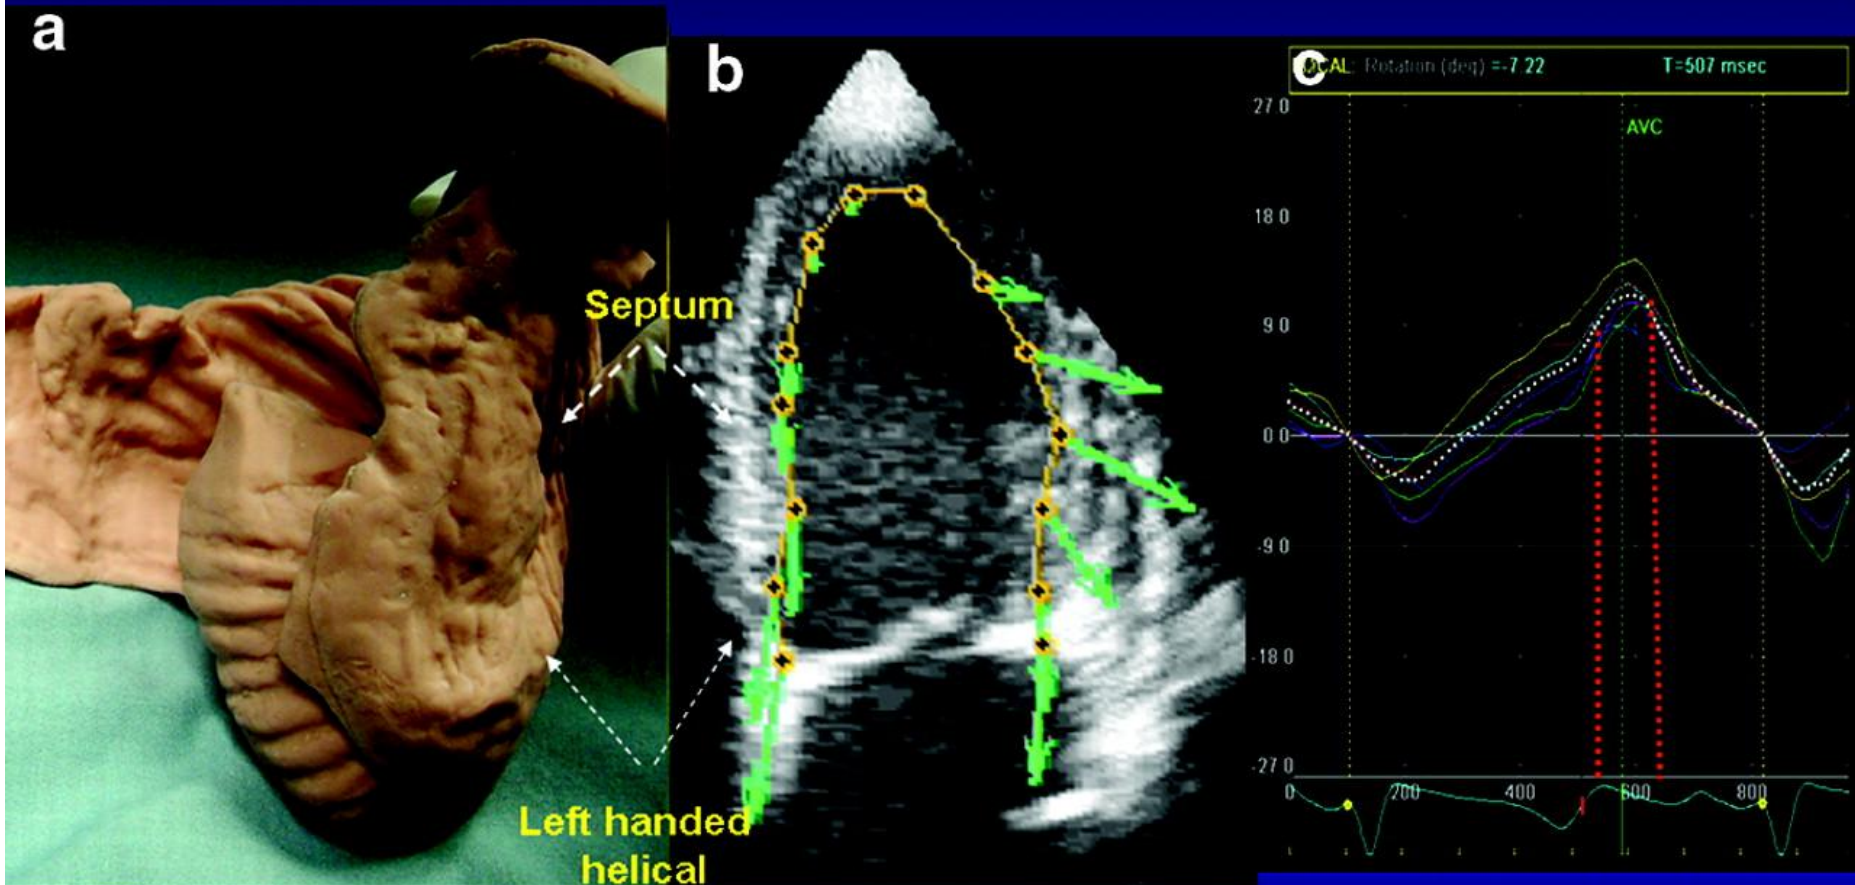 a
b
c
Septum
Left handed
helical
CAL: Rotation (deg) =-7.22 T=507 msec
AVC
27 0
18 0
9 0
0 0
-9 0
-18 0
-27 0
0 200 400 600 800